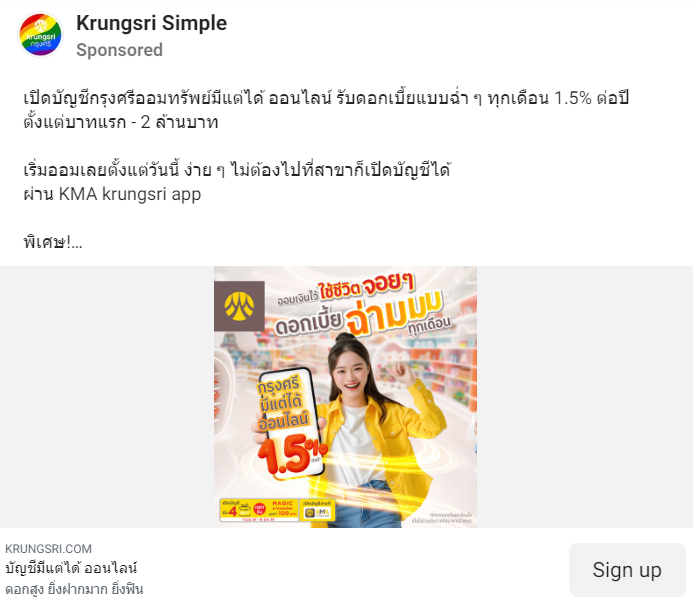 Krungsri Simple
Sponsored
เปิดบัญชีกรุงศรีออมทรัพย์มีแต่ได้ ออนไลน์ รับดอกเบี้ยแบบฉ่ำ ๆ ทุกเดือน 1.5% ต่อปี
ตั้งแต่บาทแรก - 2 ล้านบาท
เริ่มออมเลยตั้งแต่วันนี้ ง่าย ๆ ไม่ต้องไปที่สาขาก็เปิดบัญชีได้
ผ่าน KMA krungsri app
พิเศษ!...
krungsri
กรุงศรี
ออมเงินไว้ ใช้ชีวิต จอยๆ
ดอกเบี้ย ฉ่ามมม
ทุกเดือน
กรุงศรี
มีแต่ได้
ออนไลน์
1.5%
KRUNGSRI.COM
บัญชีมีแต่ได้ ออนไลน์
ดอกสูง ยิ่งฝากมาก ยิ่งฟิน
Sign up